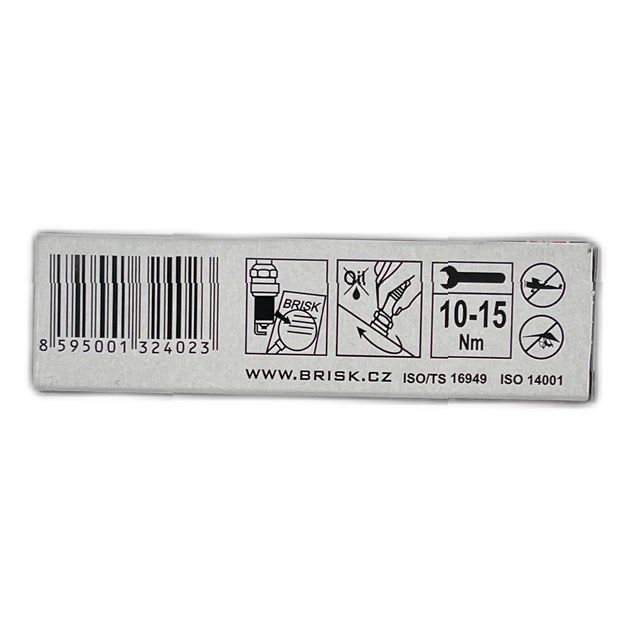 8 595001 324023
BRISK
Oil
10-15
Nm
WWW.BRISK.CZ ISO/TS 16949 ISO 14001